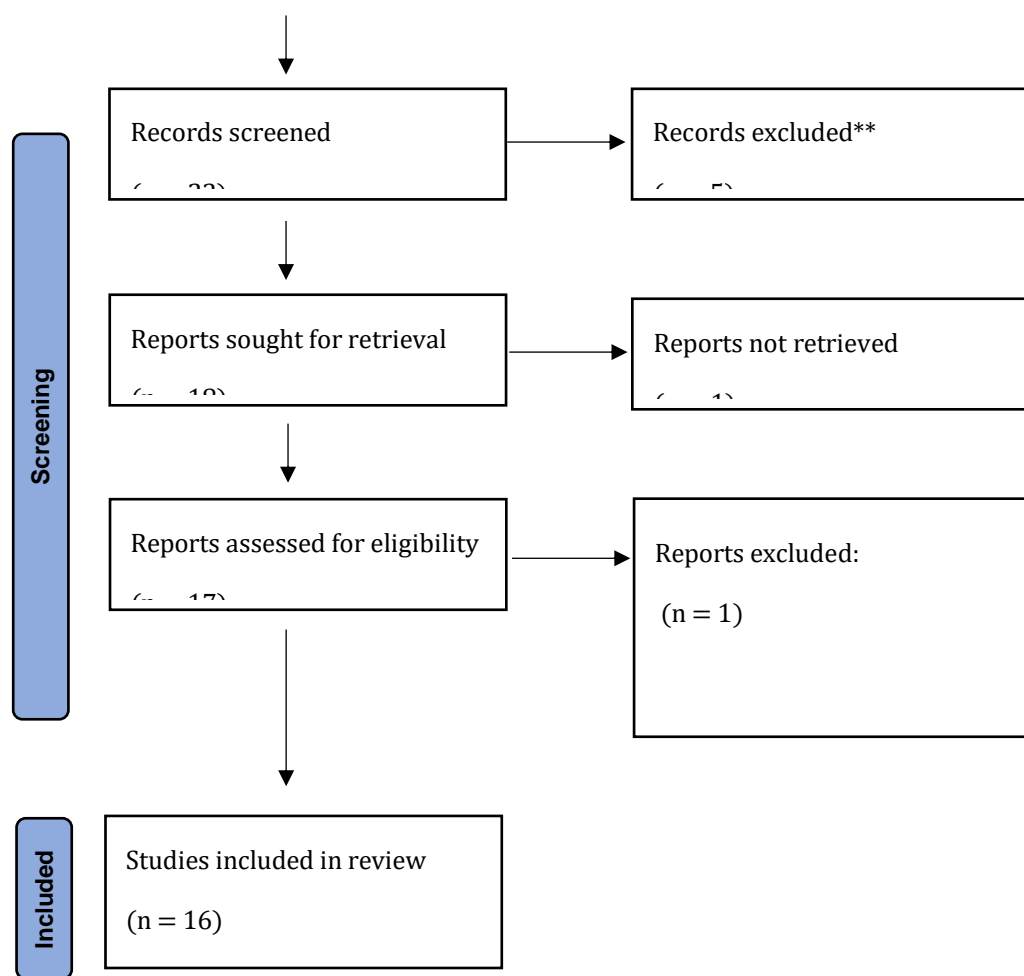 Screening
Records screened
Records excluded**
Reports sought for retrieval
Reports not retrieved
Reports assessed for eligibility
Reports excluded:
(n = 1)
Included
Studies included in review
(n = 16)